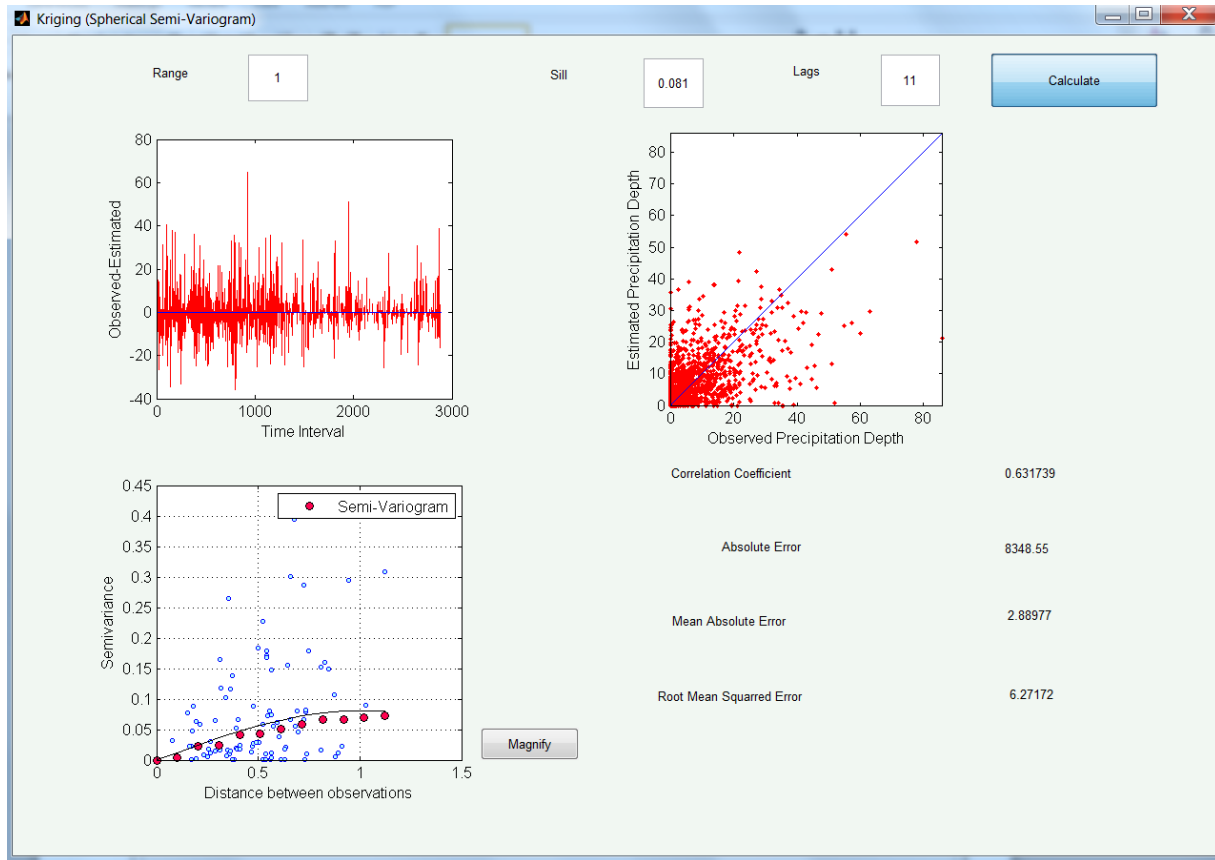 Kriging (Spherical Semi-Variogram)
Range
1
Sill
0.081
Lags
11
Calculate
80
60
40
20
0
-20
-40
0
1000
2000
3000
Observed-Estimated
Time Interval
80
70
60
50
40
30
20
10
0
0
20
40
60
80
Estimated Precipitation Depth
Observed Precipitation Depth
Correlation Coefficient
0.631739
Absolute Error
8348.55
Mean Absolute Error
2.88977
Root Mean Squarred Error
6.27172
0.45
0.4
0.35
0.3
0.25
0.2
0.15
0.1
0.05
0
0
0.5
1
1.5
Semivariance
Distance between observations
Semi-Variogram
Magnify